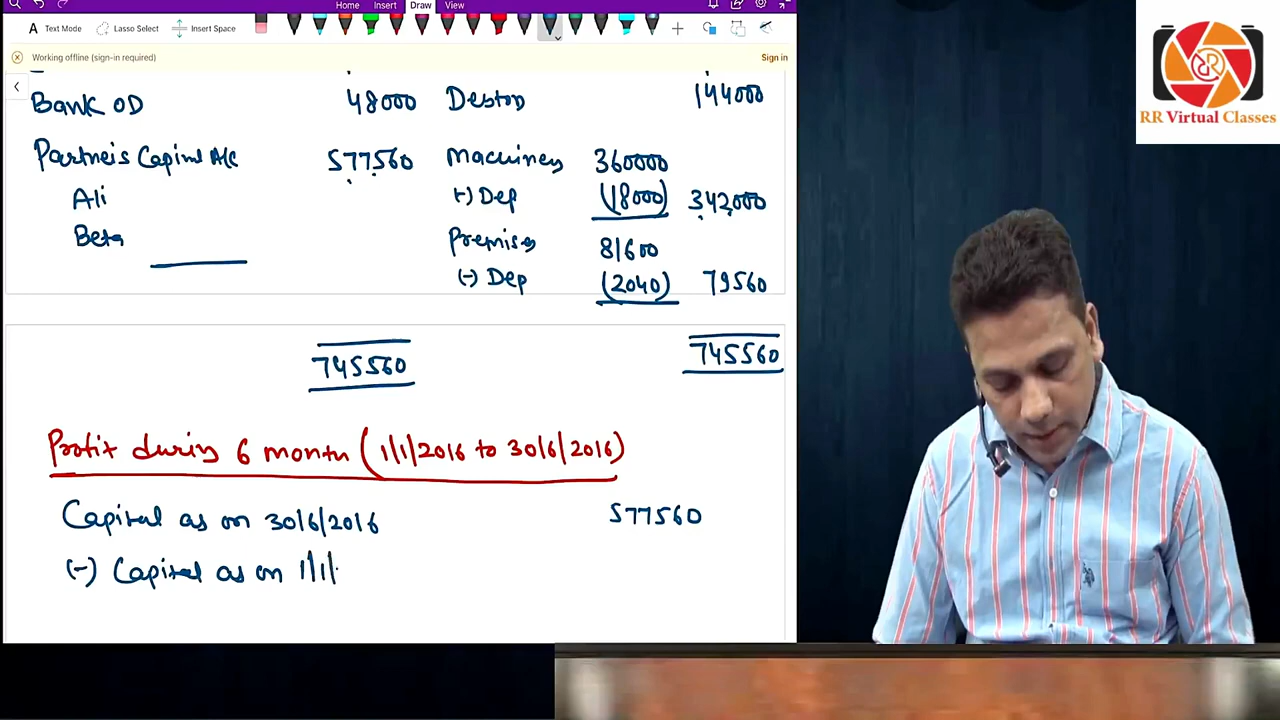 Home Insert Draw View
Text Mode Lasso Select Insert Space
Working offline (sign-in required) Sign in
Bank OD 48000 Debtors 144000
Partners Capital A/c 577560 Machinery 360000
Ali (-) Dep (18000) 342000
Beta Premises 81600
(-) Dep (2040) 79560
745560 745560
Profit during 6 month (1/1/2016 to 30/6/2016)
Capital as on 30/6/2016 577560
(-) Capital as on 1/1/
RR Virtual Classes